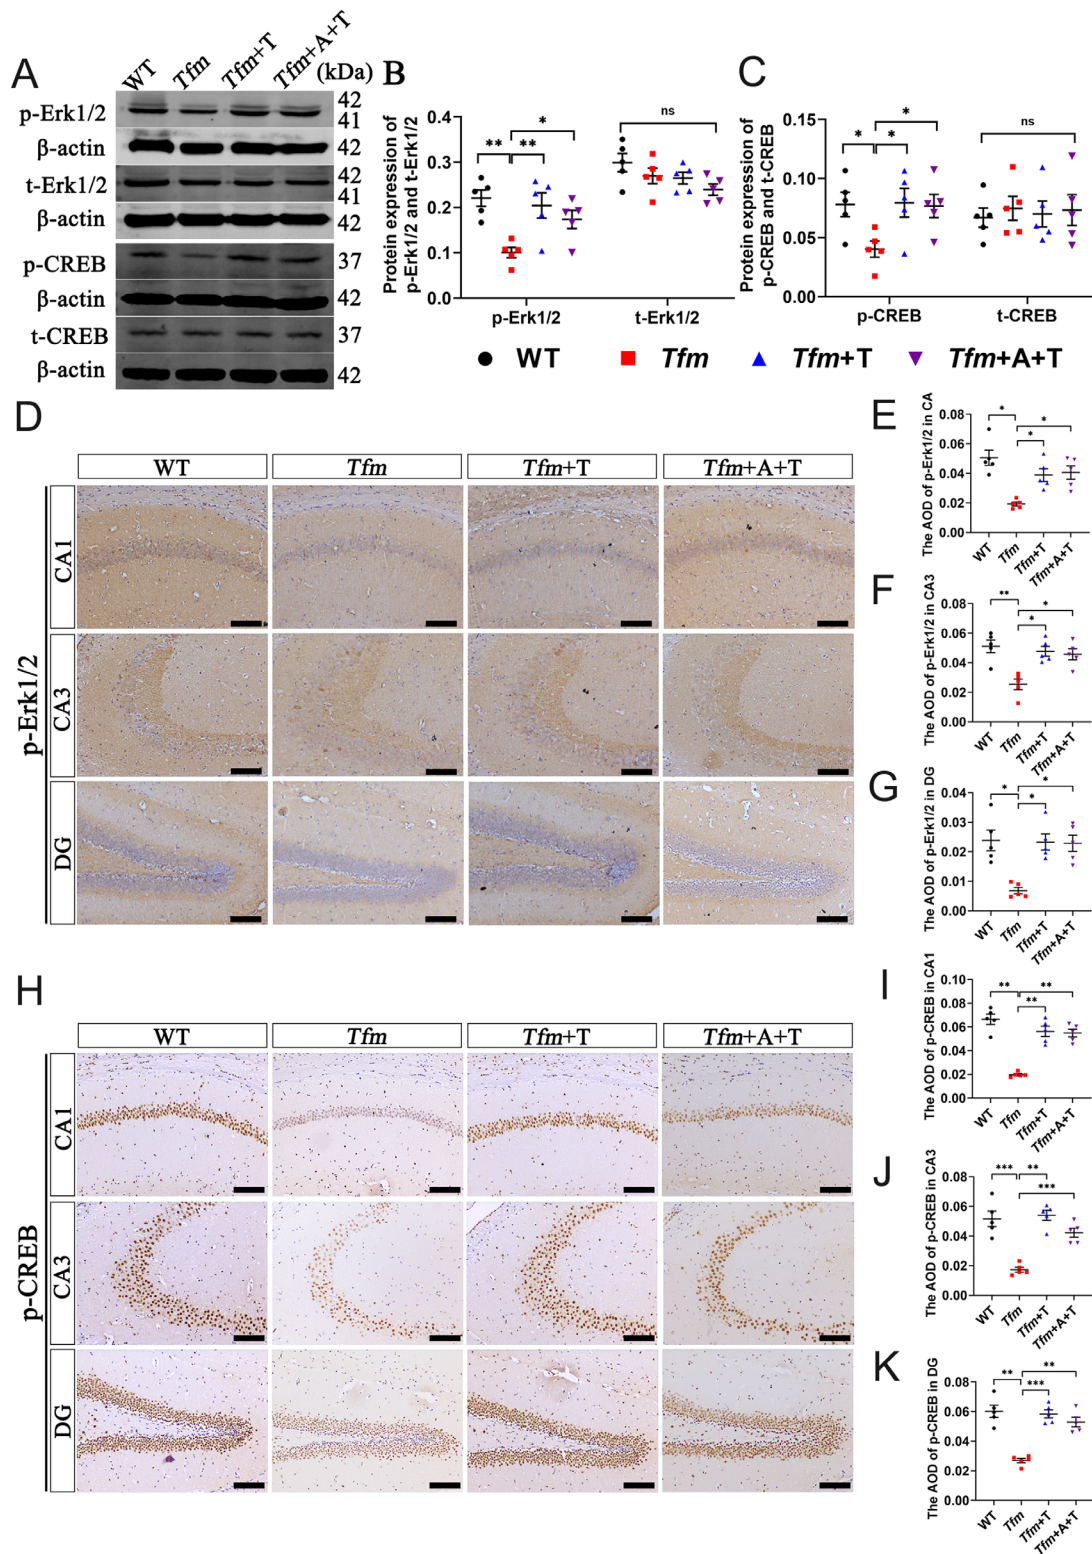 A
WT
Tfm
Tfm+T
Tfm+A+T
(kDa)
p-Erk1/2
42
41
β-actin
42
t-Erk1/2
42
41
β-actin
42
p-CREB
37
β-actin
42
t-CREB
37
β-actin
42
B
Protein expression of
p-Erk1/2 and t-Erk1/2
0.4
0.3
0.2
0.1
0.0
**
**
*
ns
p-Erk1/2
t-Erk1/2
C
Protein expression of
p-CREB and t-CREB
0.15
0.10
0.05
0.00
*
*
*
ns
p-CREB
t-CREB
WT
Tfm
Tfm+T
Tfm+A+T
D
WT
Tfm
Tfm+T
Tfm+A+T
p-Erk1/2
CA1
CA3
DG
E
The AOD of p-Erk1/2 in CA
0.08
0.06
0.04
0.02
0.00
*
*
*
WT
Tfm
Tfm+T
Tfm+A+T
F
The AOD of p-Erk1/2 in CA3
0.08
0.06
0.04
0.02
0.00
**
*
*
WT
Tfm
Tfm+T
Tfm+A+T
G
The AOD of p-Erk1/2 in DG
0.04
0.03
0.02
0.01
0.00
*
*
*
WT
Tfm
Tfm+T
Tfm+A+T
H
WT
Tfm
Tfm+T
Tfm+A+T
p-CREB
CA1
CA3
DG
I
The AOD of p-CREB in CA1
0.10
0.08
0.06
0.04
0.02
0.00
**
**
**
WT
Tfm
Tfm+T
Tfm+A+T
J
The AOD of p-CREB in CA3
0.08
0.06
0.04
0.02
0.00
***
**
***
WT
Tfm
Tfm+T
Tfm+A+T
K
The AOD of p-CREB in DG
0.08
0.06
0.04
0.02
0.00
**
***
**
WT
Tfm
Tfm+T
Tfm+A+T